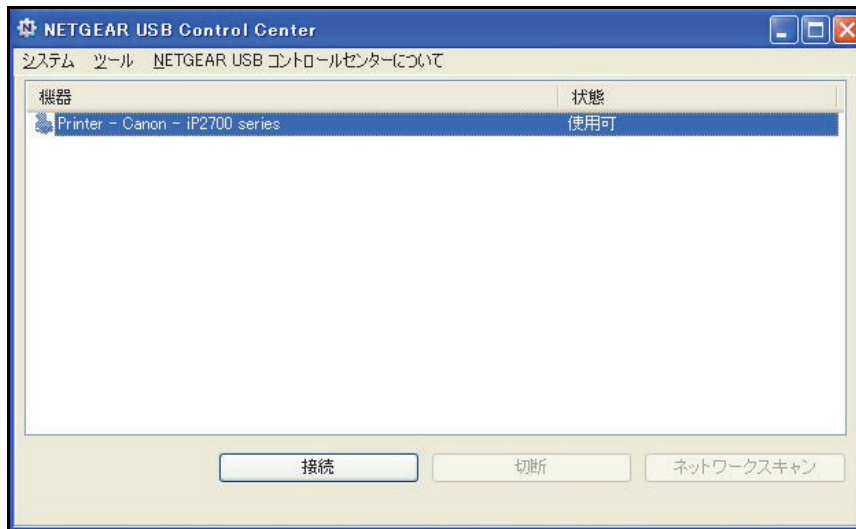 NETGEAR USB Control Center
システム ツール NETGEAR USB コントロールセンターについて
機器 状態
Printer - Canon - iP2700 series 使用可
接続 切断 ネットワークスキャン